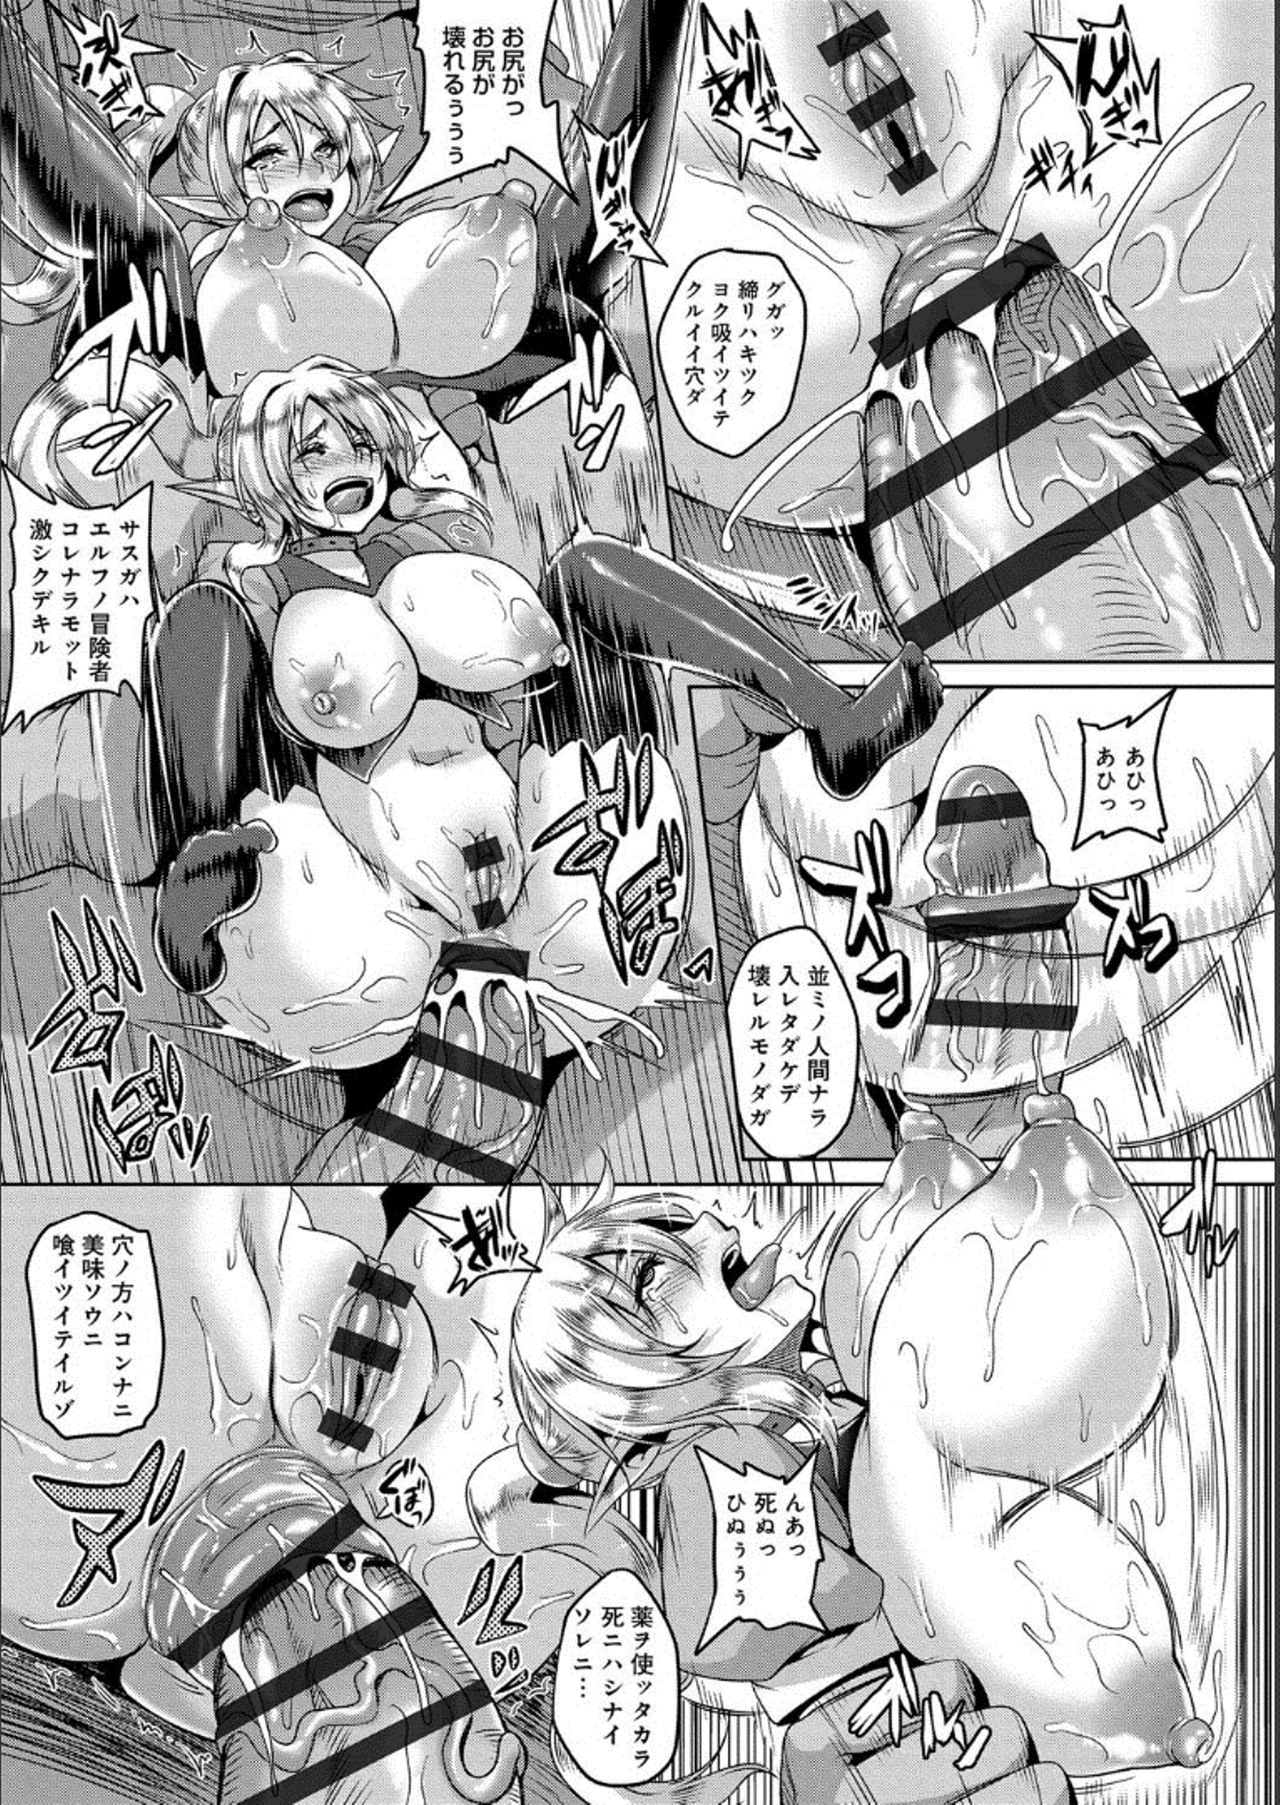 グガッ
締リハキツク
ヨク吸イツイテ
クルイイ穴ダ
お尻がっ
お尻が
壊れるぅぅぅ
サスガハ
エルフノ冒険者
コレナラモット
激シクデキル
あひっ
あひっ
並ミノ人間ナラ
入レタダケデ
壊レルモノダガ
んあっ
死ぬっ
ひぬぅぅぅ
薬ヲ使ッタカラ
死ニハシナイ
ソレニ…
穴ノ方ハコンナニ
美味ソウニ
喰イツイテイルゾ
ズコッ
ぐぽっ